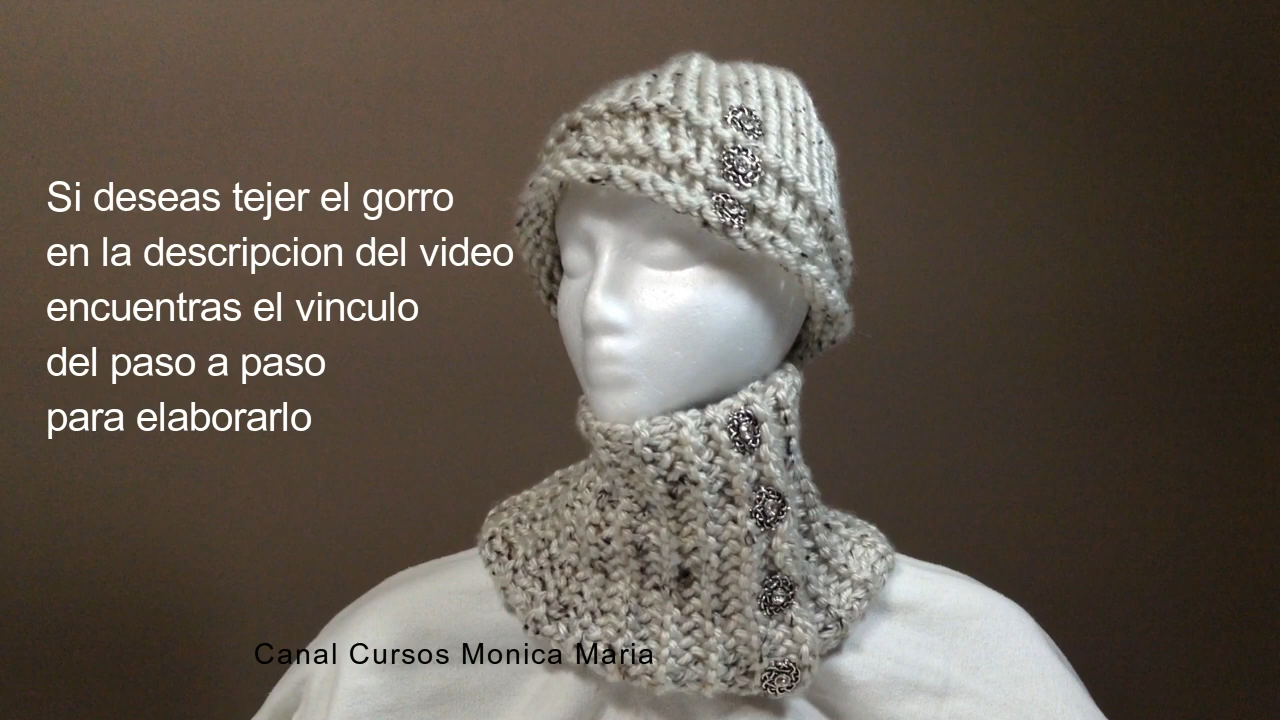 Si deseas tejer el gorro
en la descripcion del video
encuentras el vinculo
del paso a paso
para elaborarlo
Canal Cursos Monica Maria